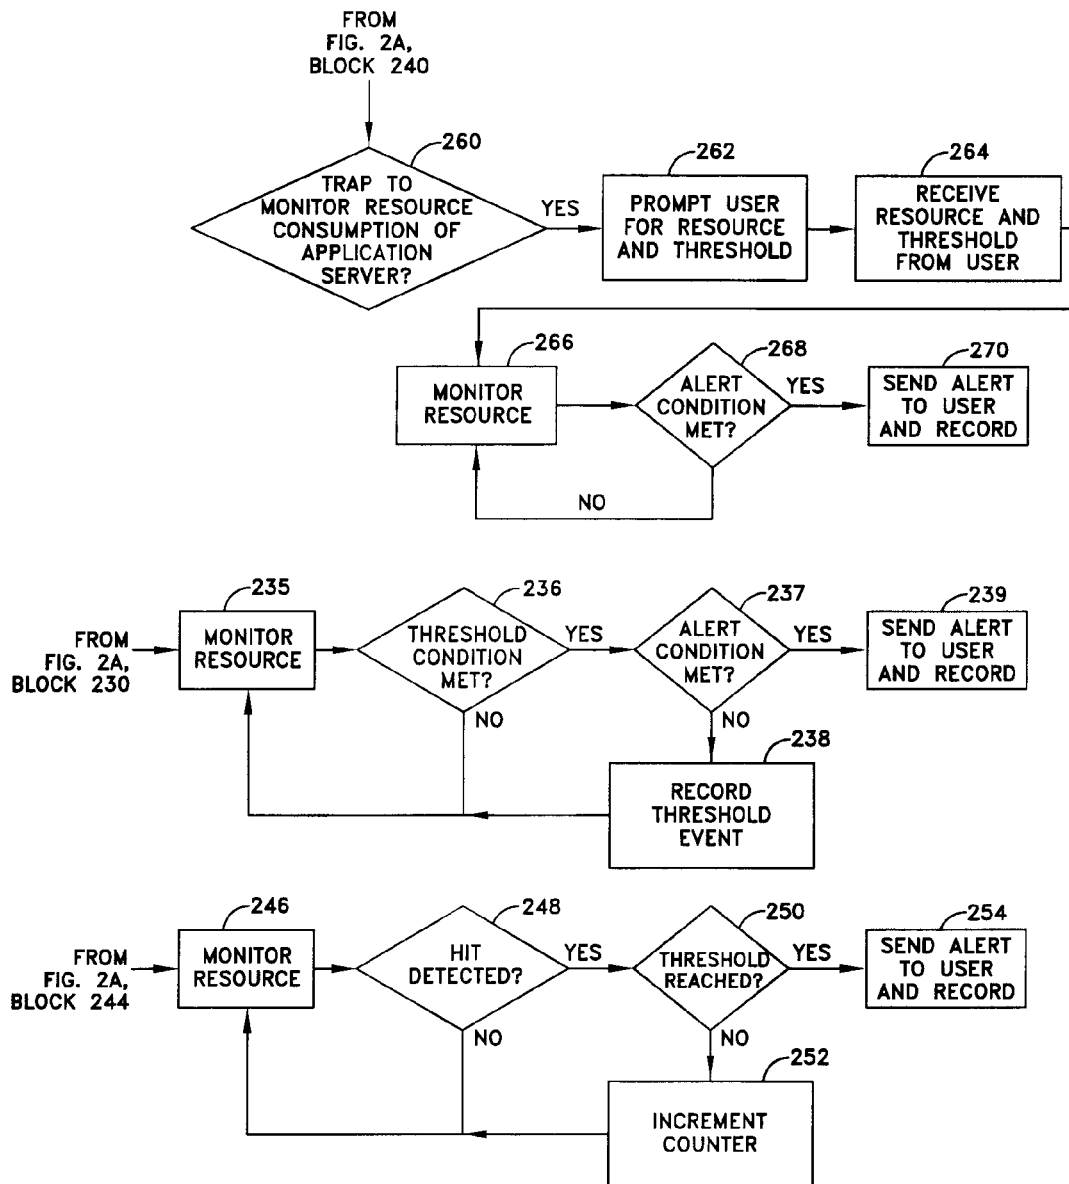 FROM
FIG. 2A,
BLOCK 240
260
TRAP TO
MONITOR RESOURCE
CONSUMPTION OF
APPLICATION
SERVER?
YES
262
PROMPT USER
FOR RESOURCE
AND THRESHOLD
264
RECEIVE
RESOURCE AND
THRESHOLD
FROM USER
266
MONITOR
RESOURCE
268
ALERT
CONDITION
MET?
YES
NO
270
SEND ALERT
TO USER
AND RECORD
FROM
FIG. 2A,
BLOCK 230
235
MONITOR
RESOURCE
236
THRESHOLD
CONDITION
MET?
YES
NO
237
ALERT
CONDITION
MET?
YES
NO
239
SEND ALERT
TO USER
AND RECORD
238
RECORD
THRESHOLD
EVENT
FROM
FIG. 2A,
BLOCK 244
246
MONITOR
RESOURCE
248
HIT
DETECTED?
YES
NO
250
THRESHOLD
REACHED?
YES
NO
254
SEND ALERT
TO USER
AND RECORD
252
INCREMENT
COUNTER